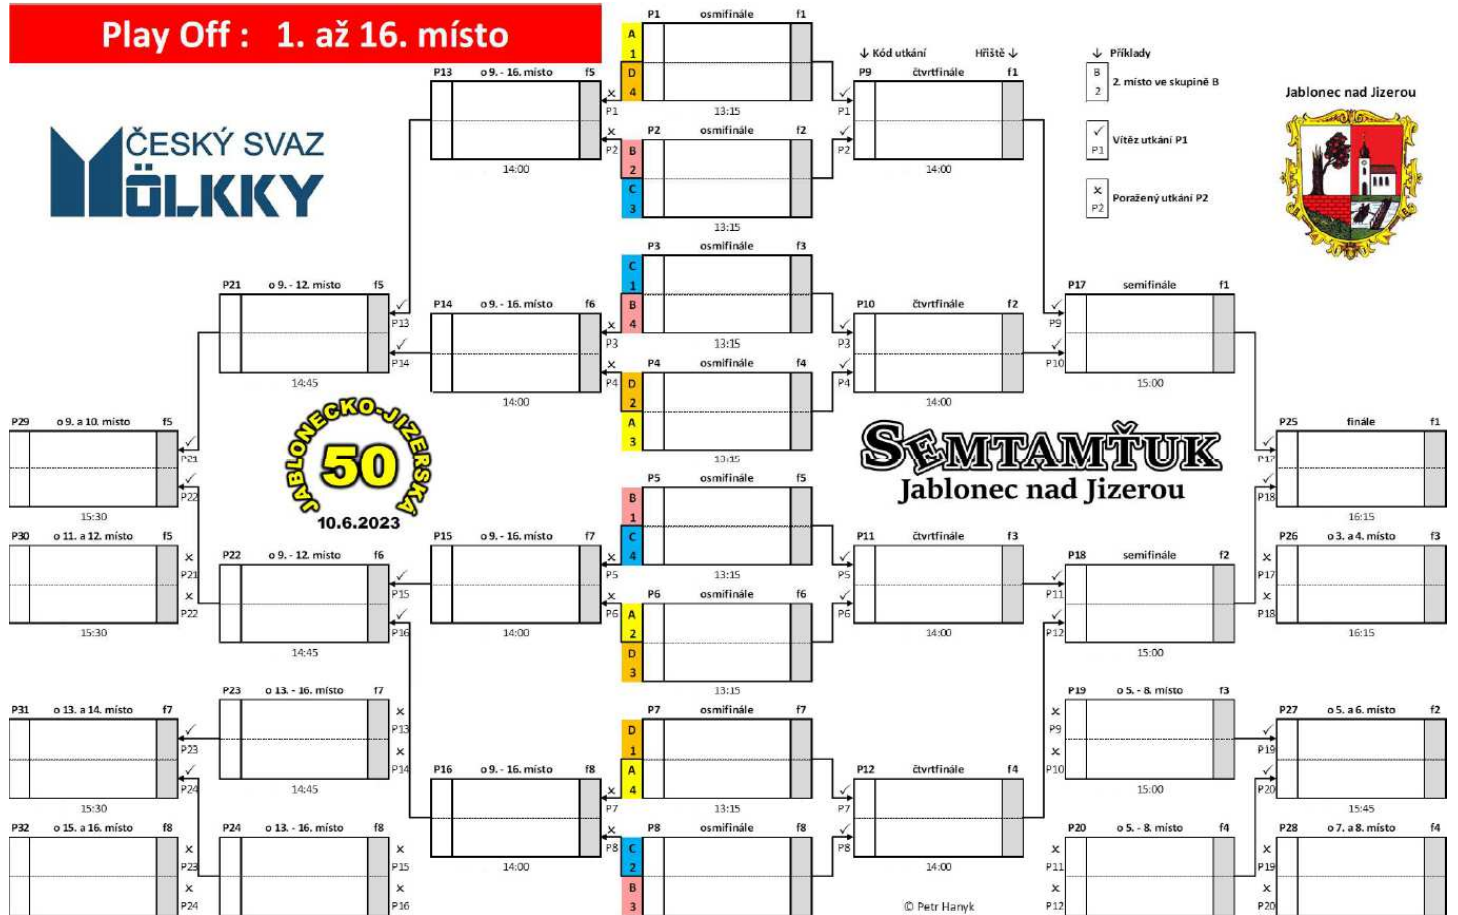 Play Off :   1. až 16. místo
ČESKÝ SVAZ
MÖLKKY
P1 osmifinále f1
A
1
D
4
13:15
P2 osmifinále f2
B
2
C
3
13:15
P3 osmifinále f3
C
1
B
4
13:15
P4 osmifinále f4
D
2
A
3
13:15
P5 osmifinále f5
B
1
C
4
13:15
P6 osmifinále f6
A
2
D
3
13:15
P7 osmifinále f7
D
1
A
4
13:15
P8 osmifinále f8
C
2
B
3
↓ Kód utkání
Hřiště ↓
P9 čtvrtfinále f1
✓
P1
✓
P2
14:00
P10 čtvrtfinále f2
✓
P3
✓
P4
14:00
P11 čtvrtfinále f3
✓
P5
✓
P6
14:00
P12 čtvrtfinále f4
✓
P7
✓
P8
14:00
P13 o 9. - 16. místo f5
x
P1
x
P2
14:00
P14 o 9. - 16. místo f6
x
P3
x
P4
14:00
P15 o 9. - 16. místo f7
x
P5
x
P6
14:00
P16 o 9. - 16. místo f8
x
P7
x
P8
14:00
P17 semifinále f1
✓
P9
✓
P10
15:00
P18 semifinále f2
✓
P11
✓
P12
15:00
P19 o 5. - 8. místo f3
x
P9
x
P10
15:00
P20 o 5. - 8. místo f4
x
P11
x
P12
P21 o 9. - 12. místo f5
✓
P13
✓
P14
14:45
P22 o 9. - 12. místo f6
✓
P15
✓
P16
14:45
P23 o 13. - 16. místo f7
x
P13
x
P14
14:45
P24 o 13. - 16. místo f8
x
P15
x
P16
P25 finále f1
✓
P17
✓
P18
16:15
P26 o 3. a 4. místo f3
x
P17
x
P18
16:15
P27 o 5. a 6. místo f2
✓
P19
✓
P20
15:45
P28 o 7. a 8. místo f4
x
P19
x
P20
P29 o 9. a 10. místo f5
✓
P21
✓
P22
15:30
P30 o 11. a 12. místo f5
x
P21
x
P22
15:30
P31 o 13. a 14. místo f7
✓
P23
✓
P24
15:30
P32 o 15. a 16. místo f8
x
P23
x
P24
↓ Příklady
B
2
2. místo ve skupině B
✓
P1
Vítěz utkání P1
x
P2
Poražený utkání P2
Jablonec nad Jizerou
JABLONECKO-JIZERSKÁ
50
10.6.2023
SEMTAMŤUK
Jablonec nad Jizerou
© Petr Hanyk